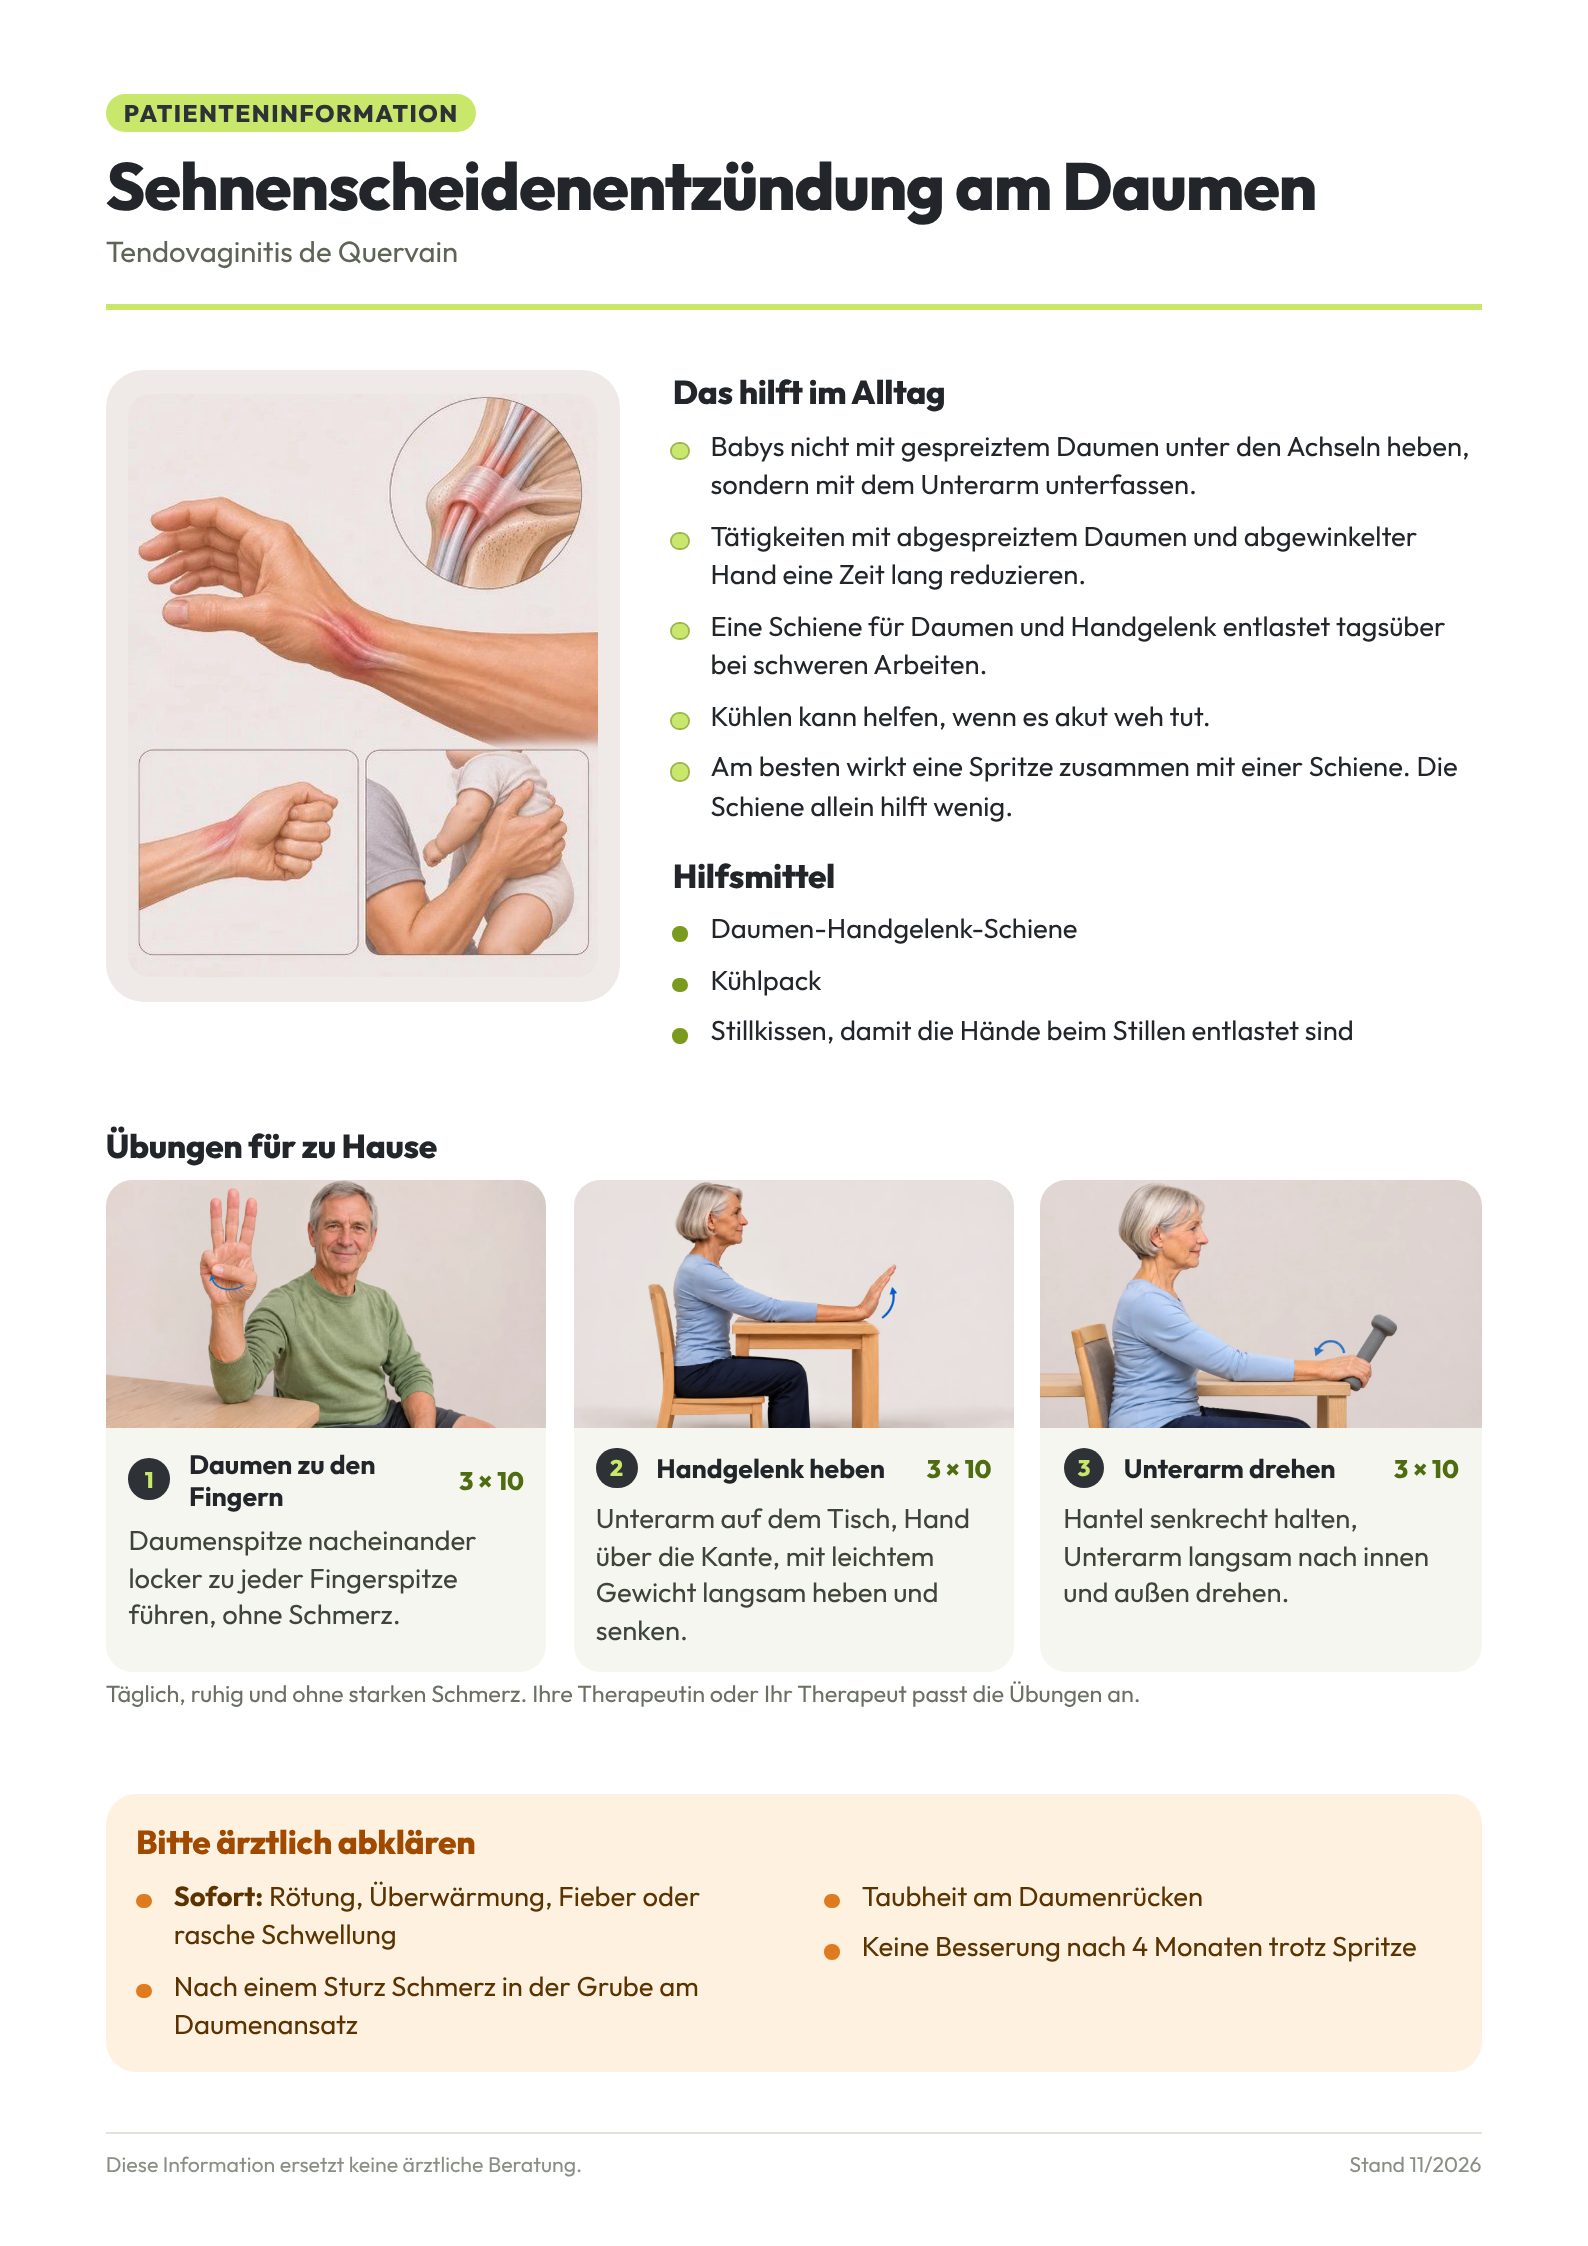 PATIENTENINFORMATION
Sehnenscheidenentzündung am Daumen
Tendovaginitis de Quervain
Das hilft im Alltag
Babys nicht mit gespreiztem Daumen unter den Achseln heben,
sondern mit dem Unterarm unterfassen.
Tätigkeiten mit abgespreiztem Daumen und abgewinkelter
Hand eine Zeit lang reduzieren.
Eine Schiene für Daumen und Handgelenk entlastet tagsüber
bei schweren Arbeiten.
Kühlen kann helfen, wenn es akut weh tut.
Am besten wirkt eine Spritze zusammen mit einer Schiene. Die
Schiene allein hilft wenig.
Hilfsmittel
Daumen-Handgelenk-Schiene
Kühlpack
Stillkissen, damit die Hände beim Stillen entlastet sind
Übungen für zu Hause
1 Daumen zu den
Fingern
3 × 10
Daumenspitze nacheinander
locker zu jeder Fingerspitze
führen, ohne Schmerz.
2 Handgelenk heben 3 × 10
Unterarm auf dem Tisch, Hand
über die Kante, mit leichtem
Gewicht langsam heben und
senken.
3 Unterarm drehen 3 × 10
Hantel senkrecht halten,
Unterarm langsam nach innen
und außen drehen.
Täglich, ruhig und ohne starken Schmerz. Ihre Therapeutin oder Ihr Therapeut passt die Übungen an.
Bitte ärztlich abklären
Sofort: Rötung, Überwärmung, Fieber oder
rasche Schwellung
Nach einem Sturz Schmerz in der Grube am
Daumenansatz
Taubheit am Daumenrücken
Keine Besserung nach 4 Monaten trotz Spritze
Diese Information ersetzt keine ärztliche Beratung.
Stand 11/2026